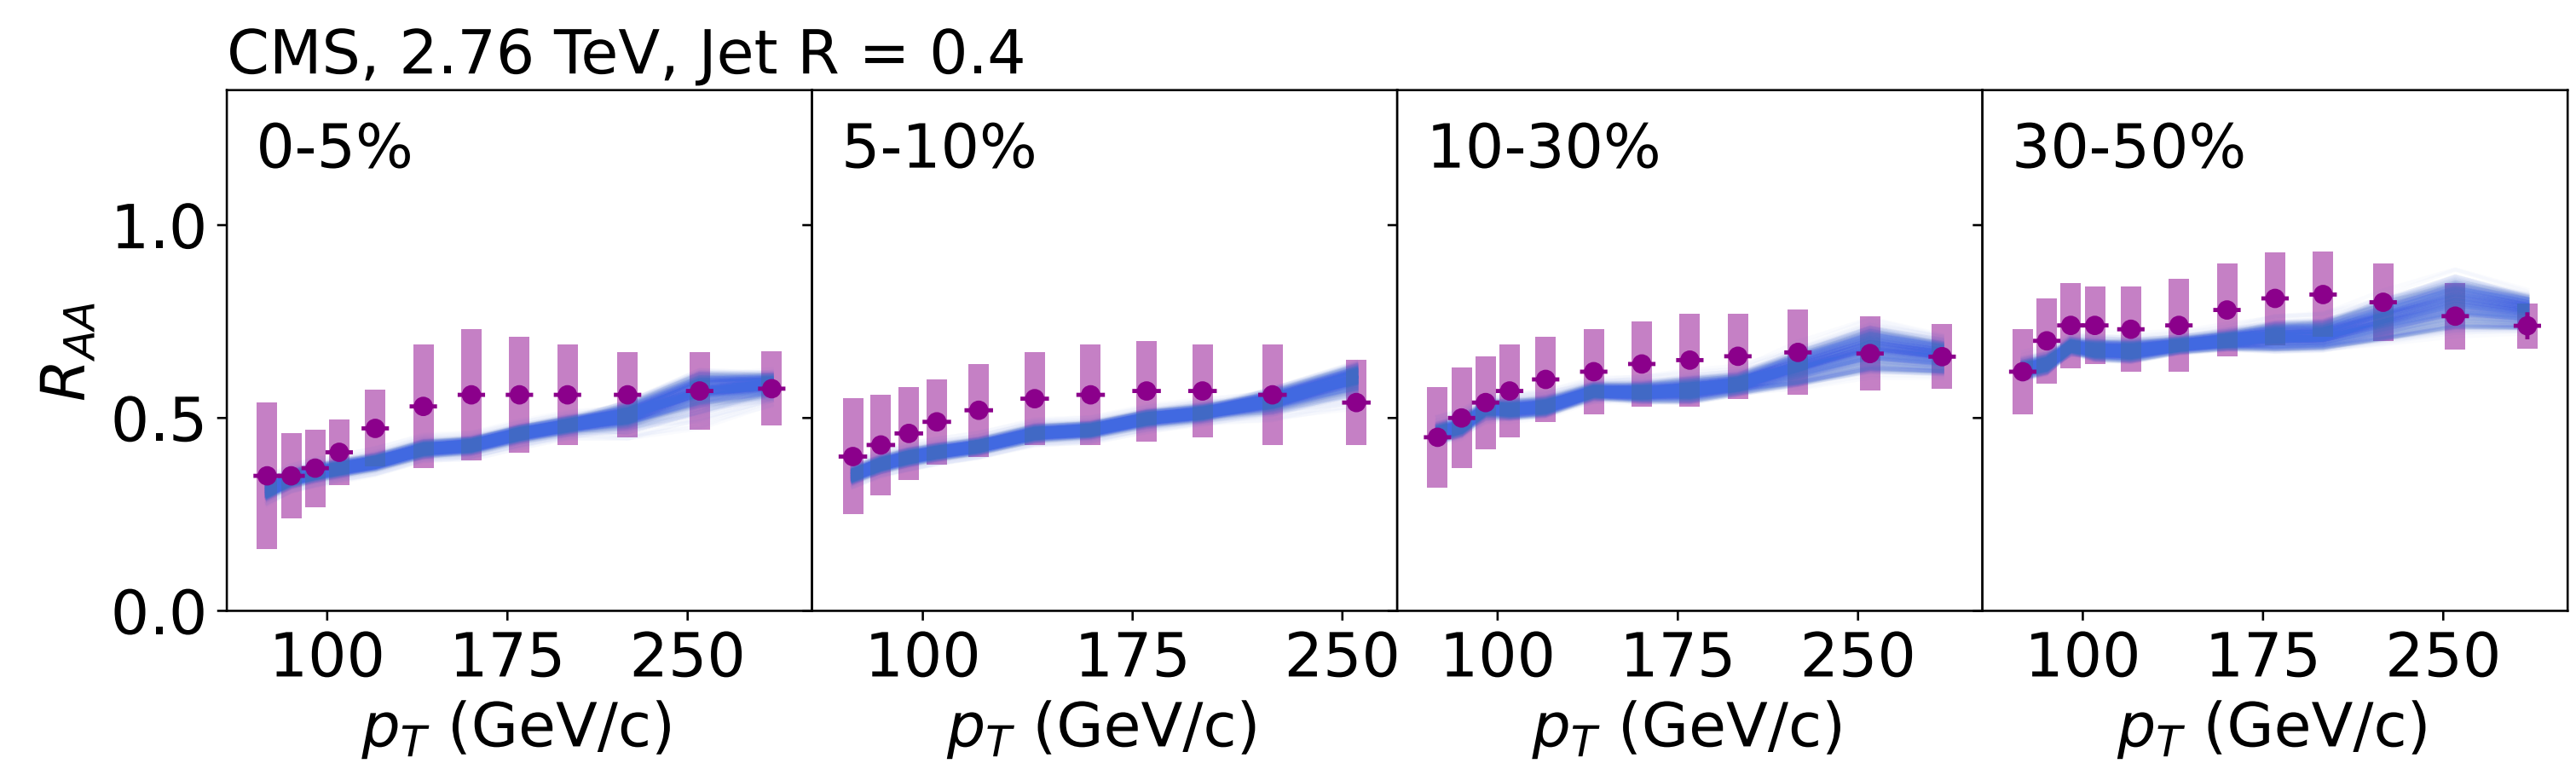 CMS, 2.76 TeV, Jet R = 0.4
0-5% 5-10% 10-30% 30-50%
R_{AA}
1.0
0.5
0.0
100 175 250 100 175 250 100 175 250 100 175 250
p_T (GeV/c) p_T (GeV/c) p_T (GeV/c) p_T (GeV/c)